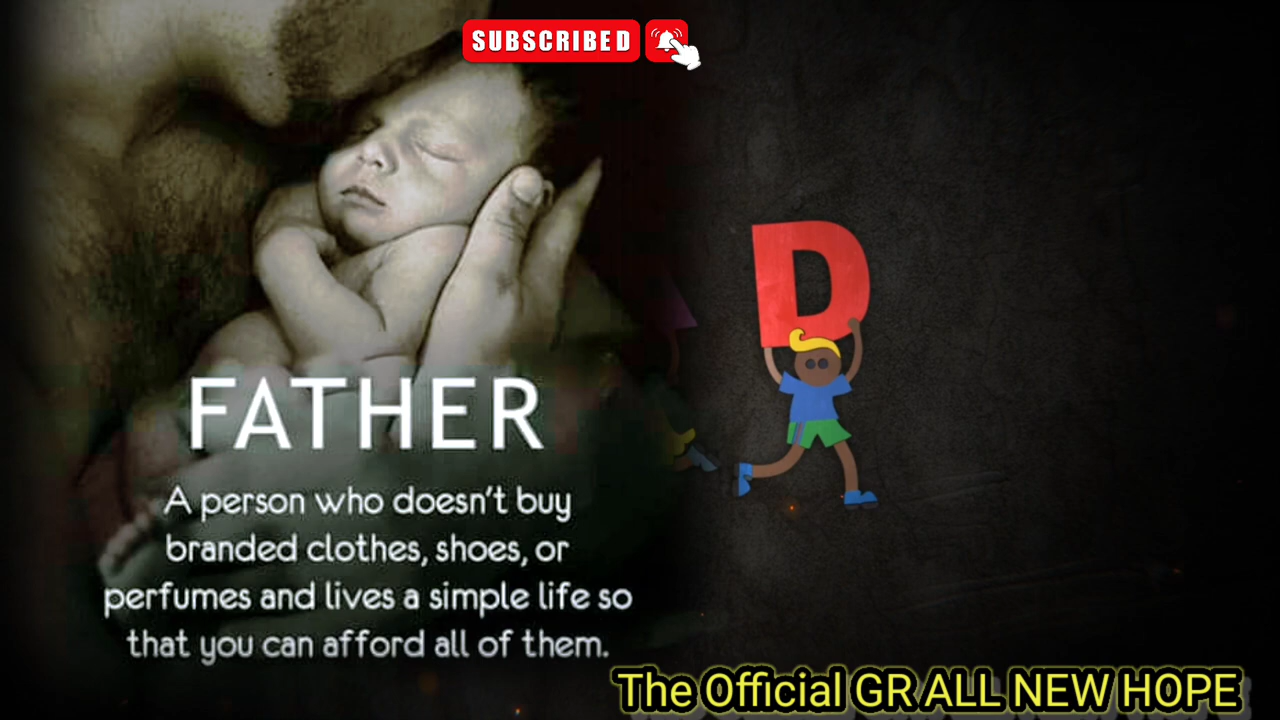 SUBSCRIBED
D
FATHER
A person who doesn't buy
branded clothes, shoes, or
perfumes and lives a simple life so
that you can afford all of them.
The Official GR ALL NEW HOPE